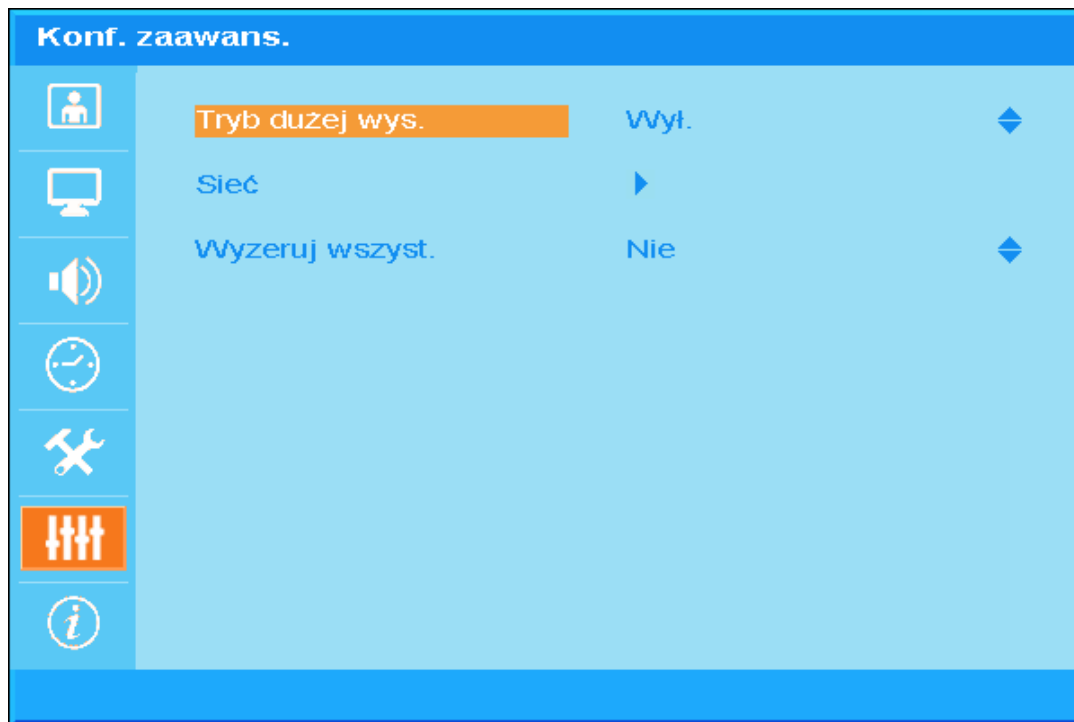 Konf. zaawans.
Tryb dużej wys. Wył.
Sieć
Wyzeruj wszyst. Nie